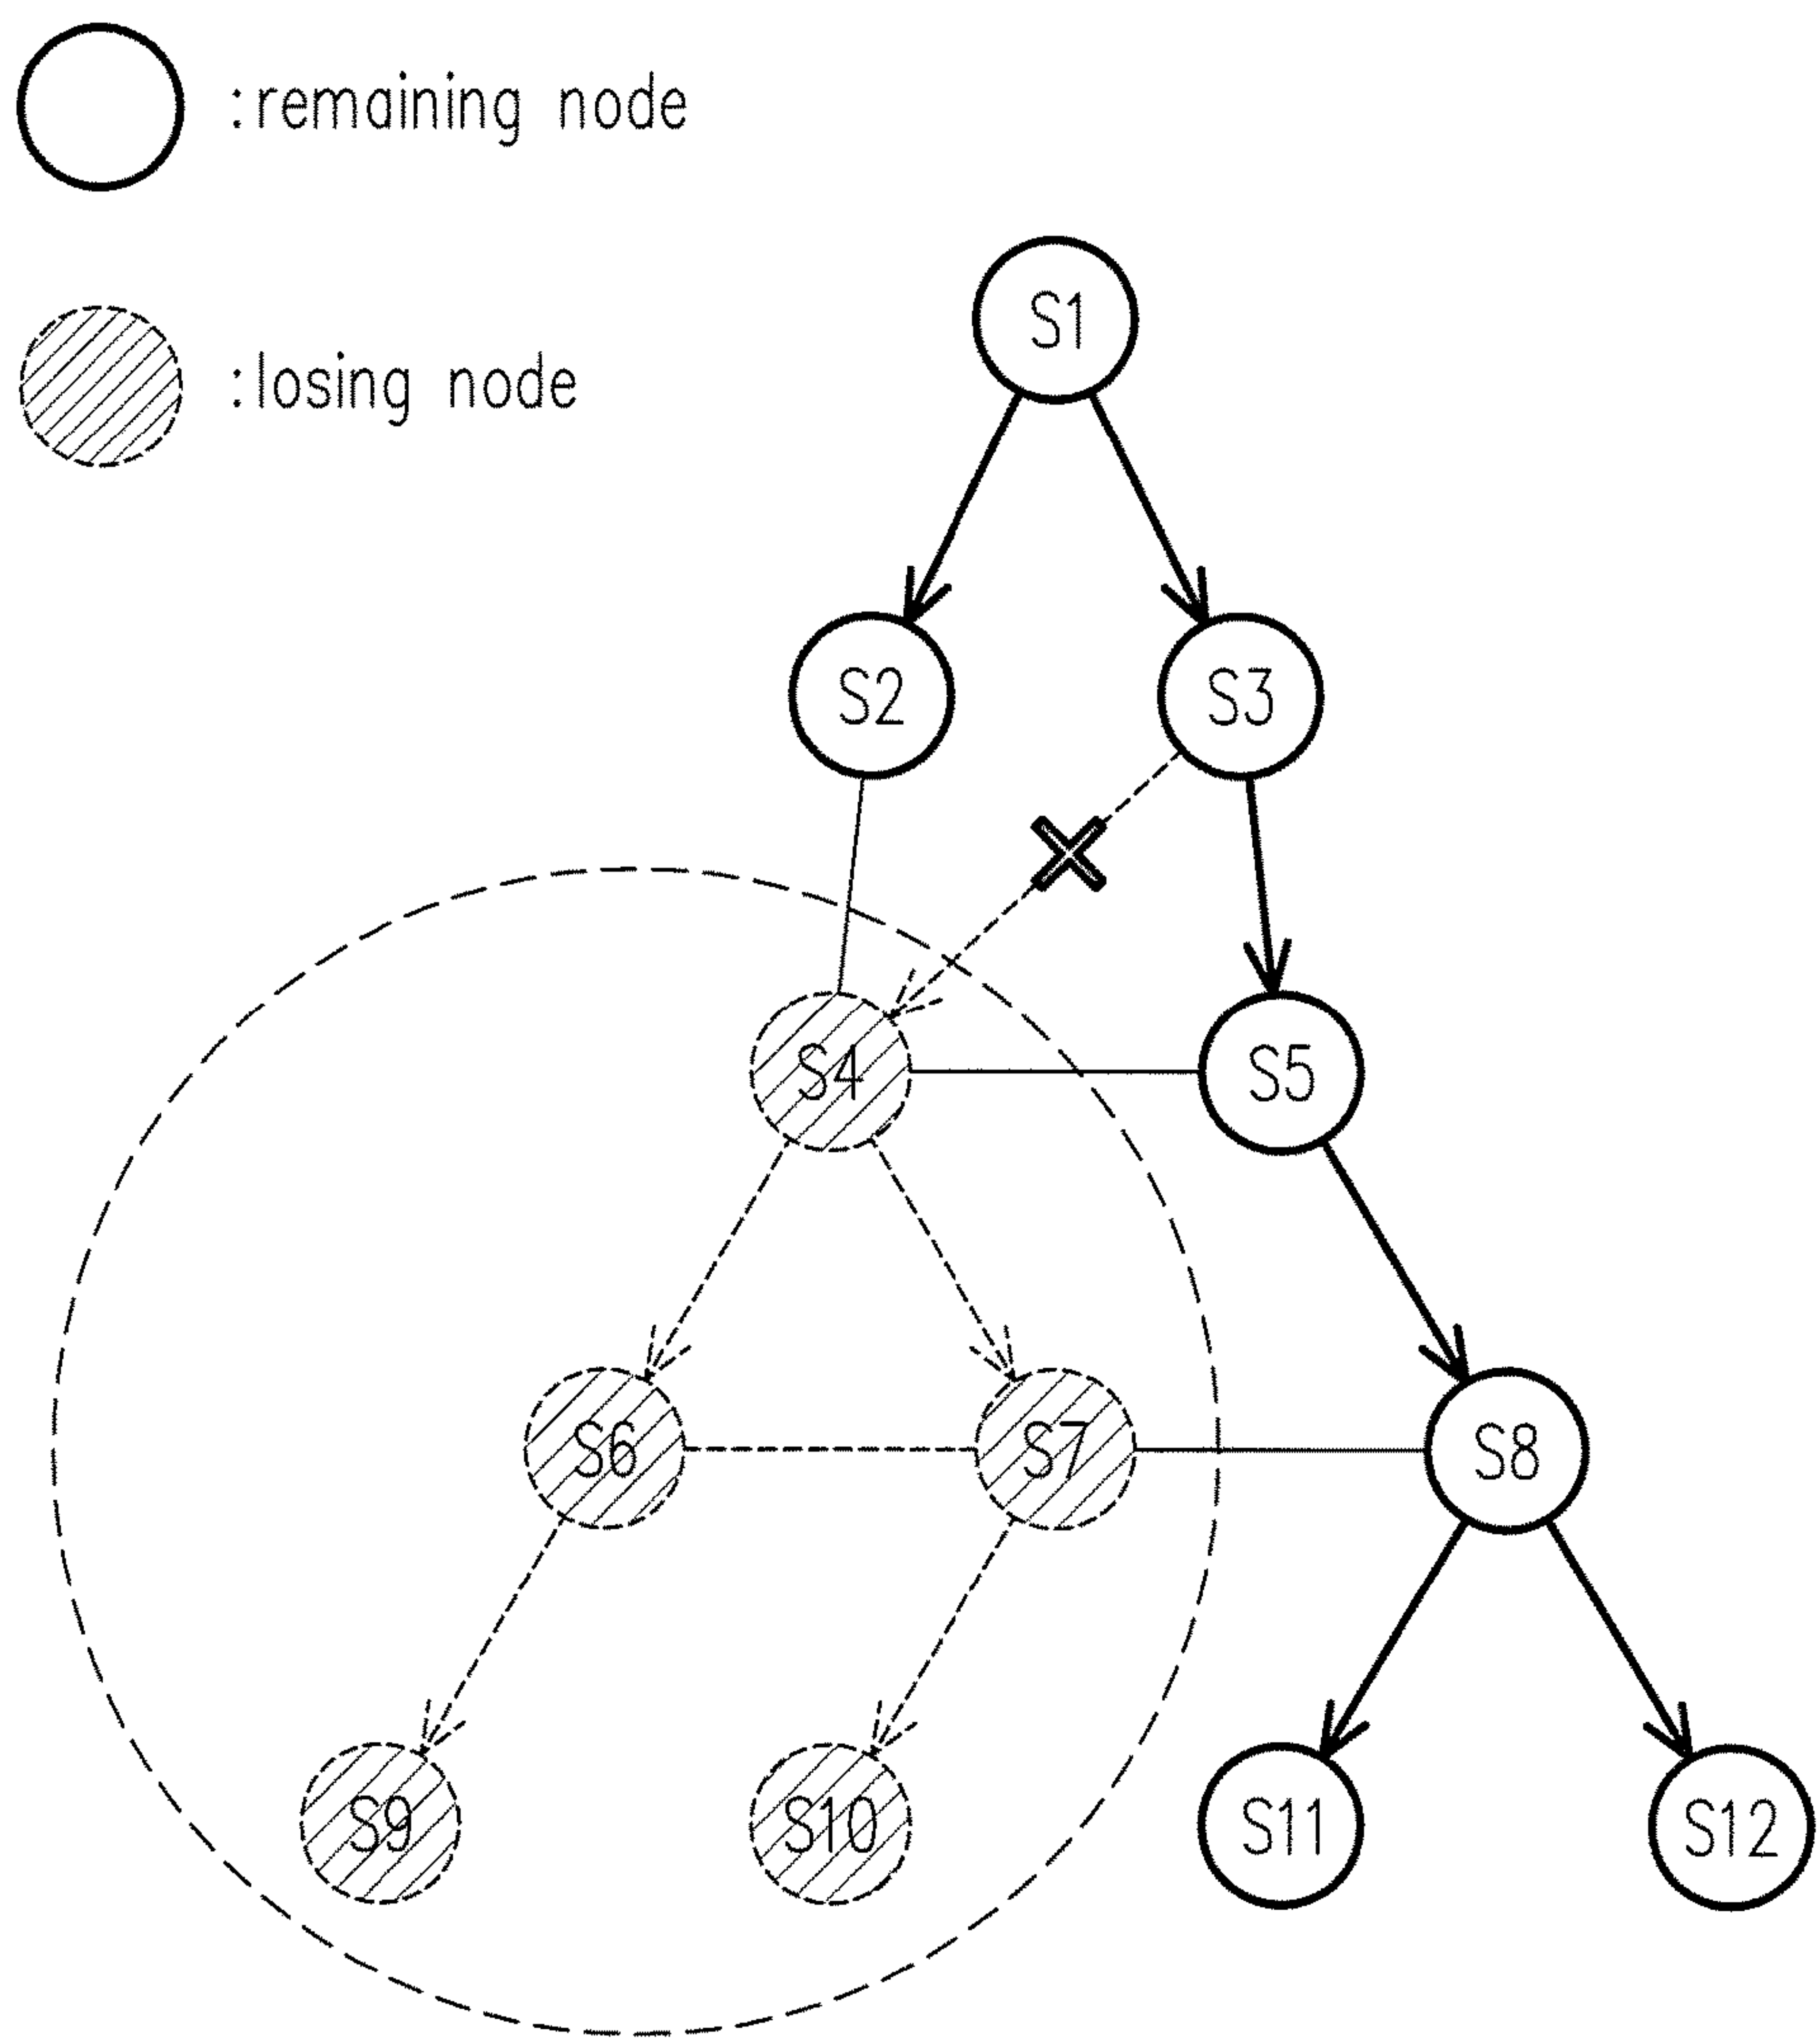 :remaining node
:losing node
S1
S2
S3
S4
S5
S6
S7
S8
S9
S10
S11
S12